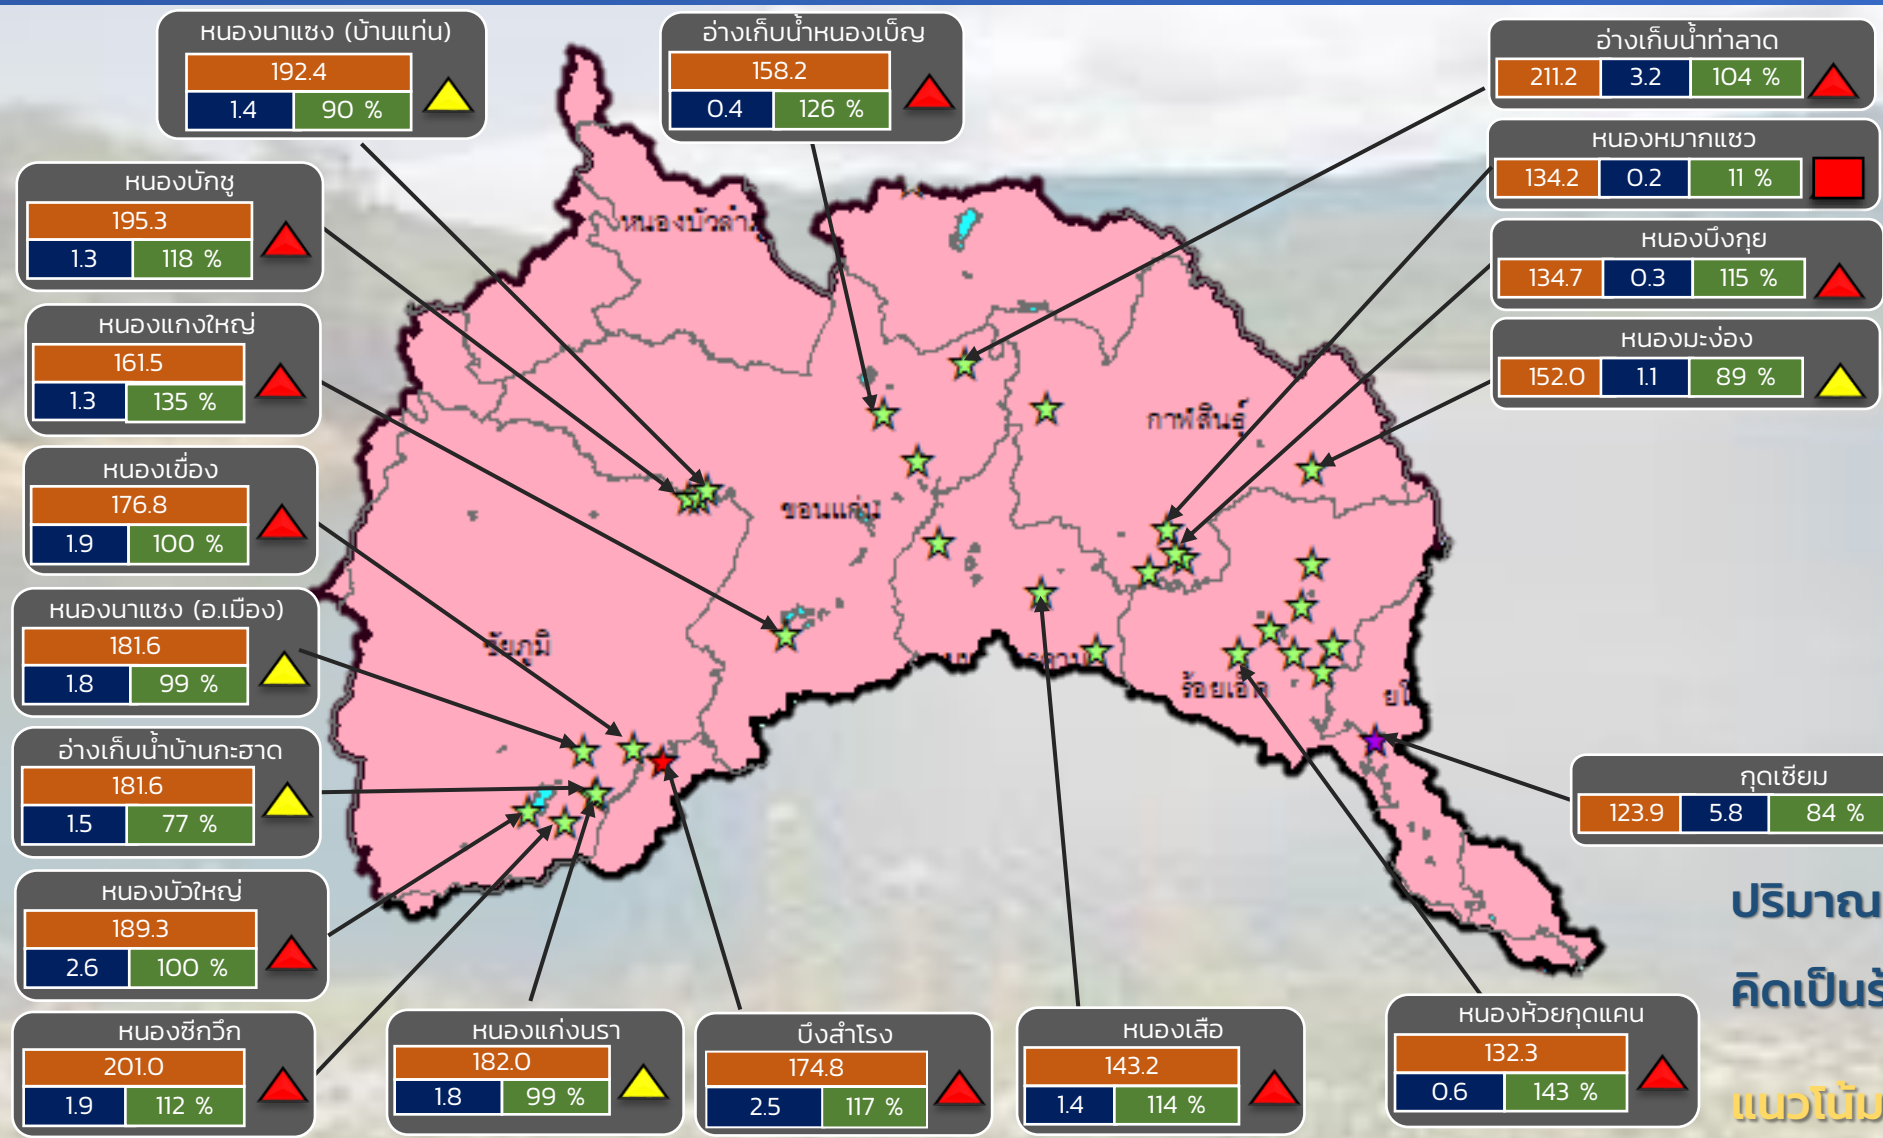 หนองนาแซง (บ้านแท่น)
192.4
1.4 90 %
อ่างเก็บน้ำหนองเบ็ญ
158.2
0.4 126 %
อ่างเก็บน้ำท่าลาด
211.2 3.2 104 %
หนองหมากแซว
134.2 0.2 11 %
หนองบึงกุย
134.7 0.3 115 %
หนองมะง่อง
152.0 1.1 89 %
หนองบักชู
195.3
1.3 118 %
หนองแกงใหญ่
161.5
1.3 135 %
หนองเขื่อง
176.8
1.9 100 %
หนองนาแซง (อ.เมือง)
181.6
1.8 99 %
อ่างเก็บน้ำบ้านกะฮาด
181.6
1.5 77 %
หนองบัวใหญ่
189.3
2.6 100 %
หนองซีกวึก
201.0
1.9 112 %
หนองแก่งนรา
182.0
1.8 99 %
บึงสำโรง
174.8
2.5 117 %
หนองเสือ
143.2
1.4 114 %
หนองห้วยกุดแคน
132.3
0.6 143 %
กุดเซียม
123.9 5.8 84 %
หนองบัวลำภ
กาฬสินธุ์
ขอนแก่น
ชัยภูมิ
ร้อยเอ็ด
ปริมาณ
คิดเป็นร้
แนวโน้ม